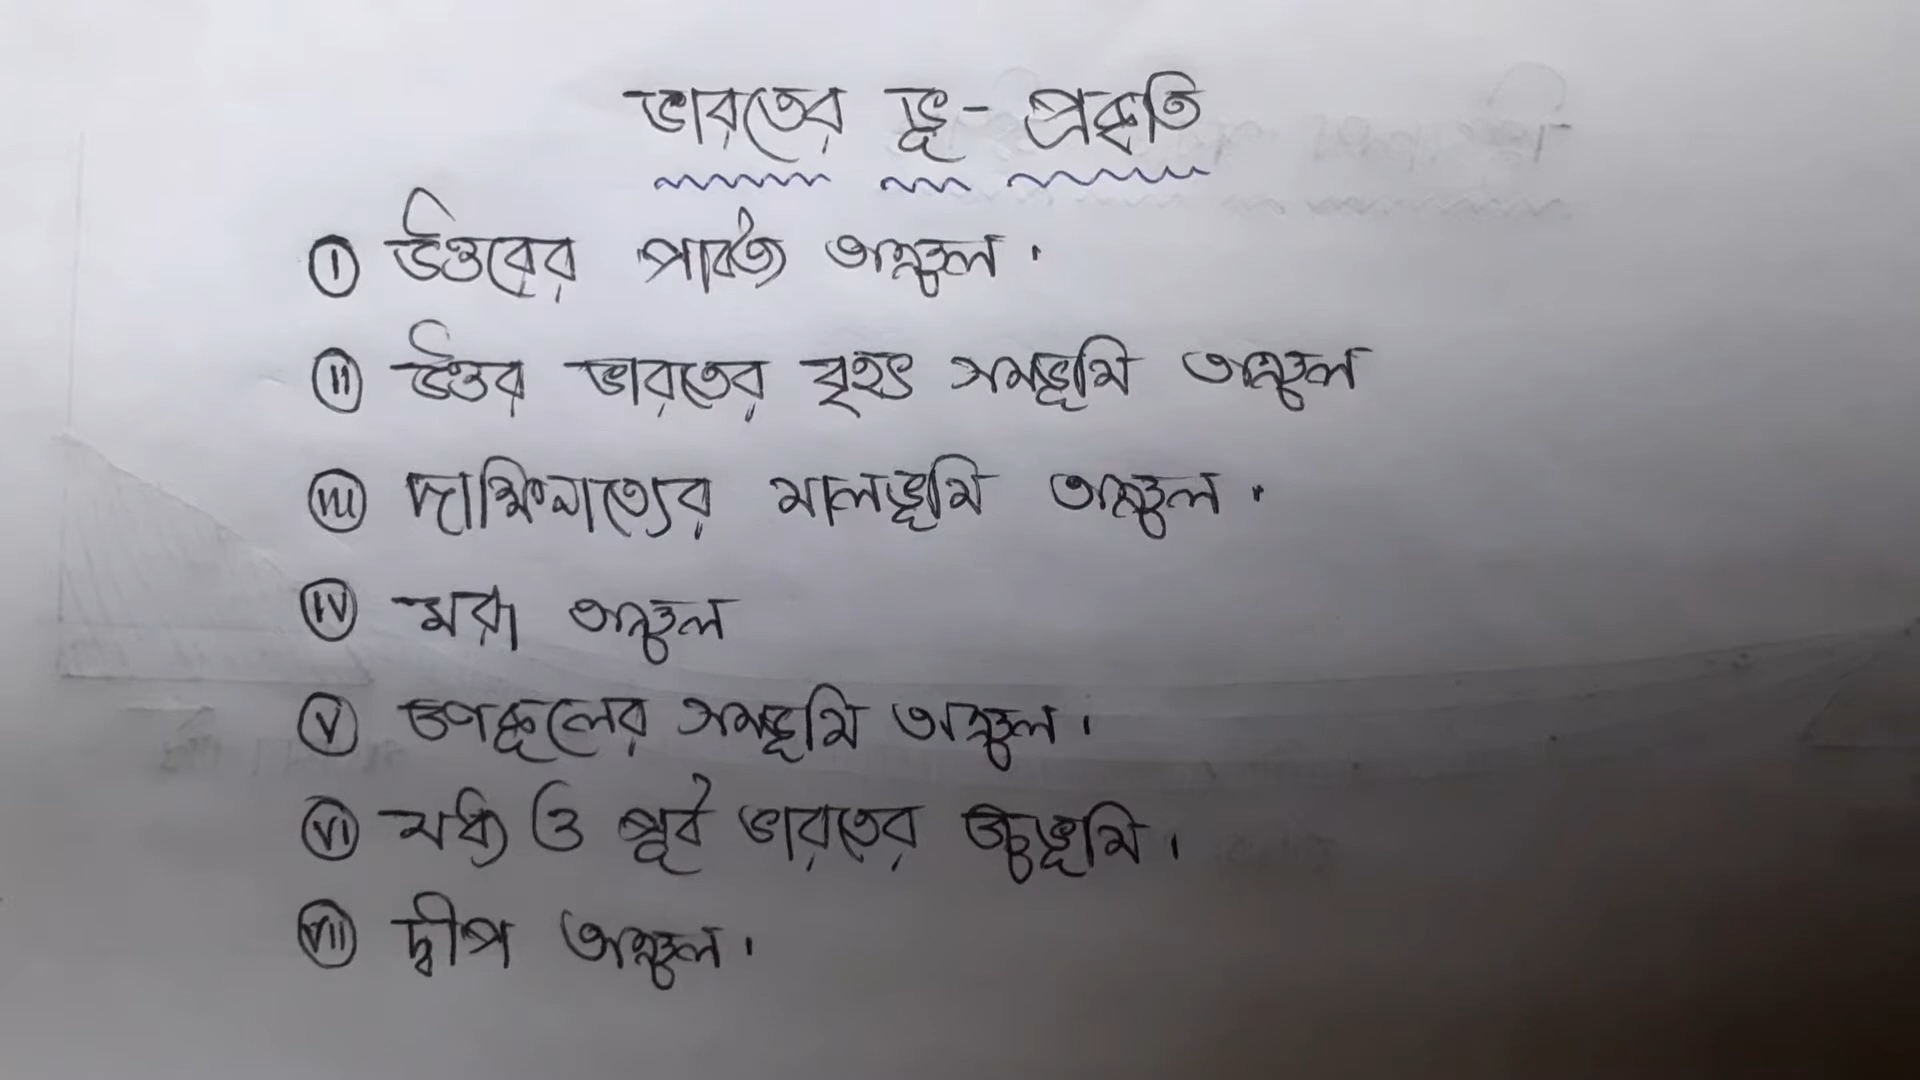 ভারতের ভূ-প্রকৃতি
(i) উত্তরের পার্বত্য অঞ্চল.
(ii) উত্তর ভারতের বৃহৎ সমভূমি অঞ্চল
(iii) দাক্ষিনাত্যের মালভূমি অঞ্চল.
(iv) মরু অঞ্চল
(v) উপকূলের সমভূমি অঞ্চল.
(vi) মধ্য ও পূর্ব ভারতের উচ্চভূমি.
(vii) দ্বীপ অঞ্চল.